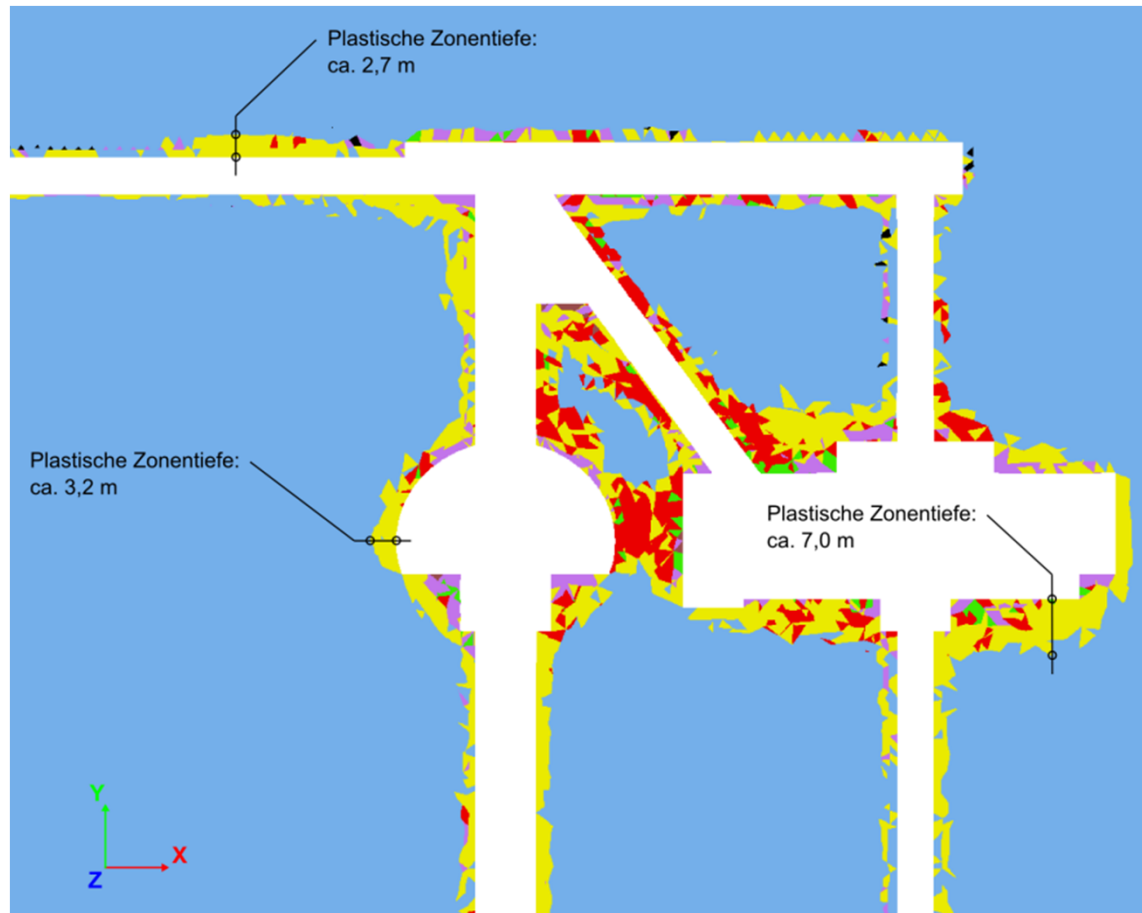 Plastische Zonentiefe:
ca. 2,7 m
Plastische Zonentiefe:
ca. 3,2 m
Plastische Zonentiefe:
ca. 7,0 m
Y
X
Z